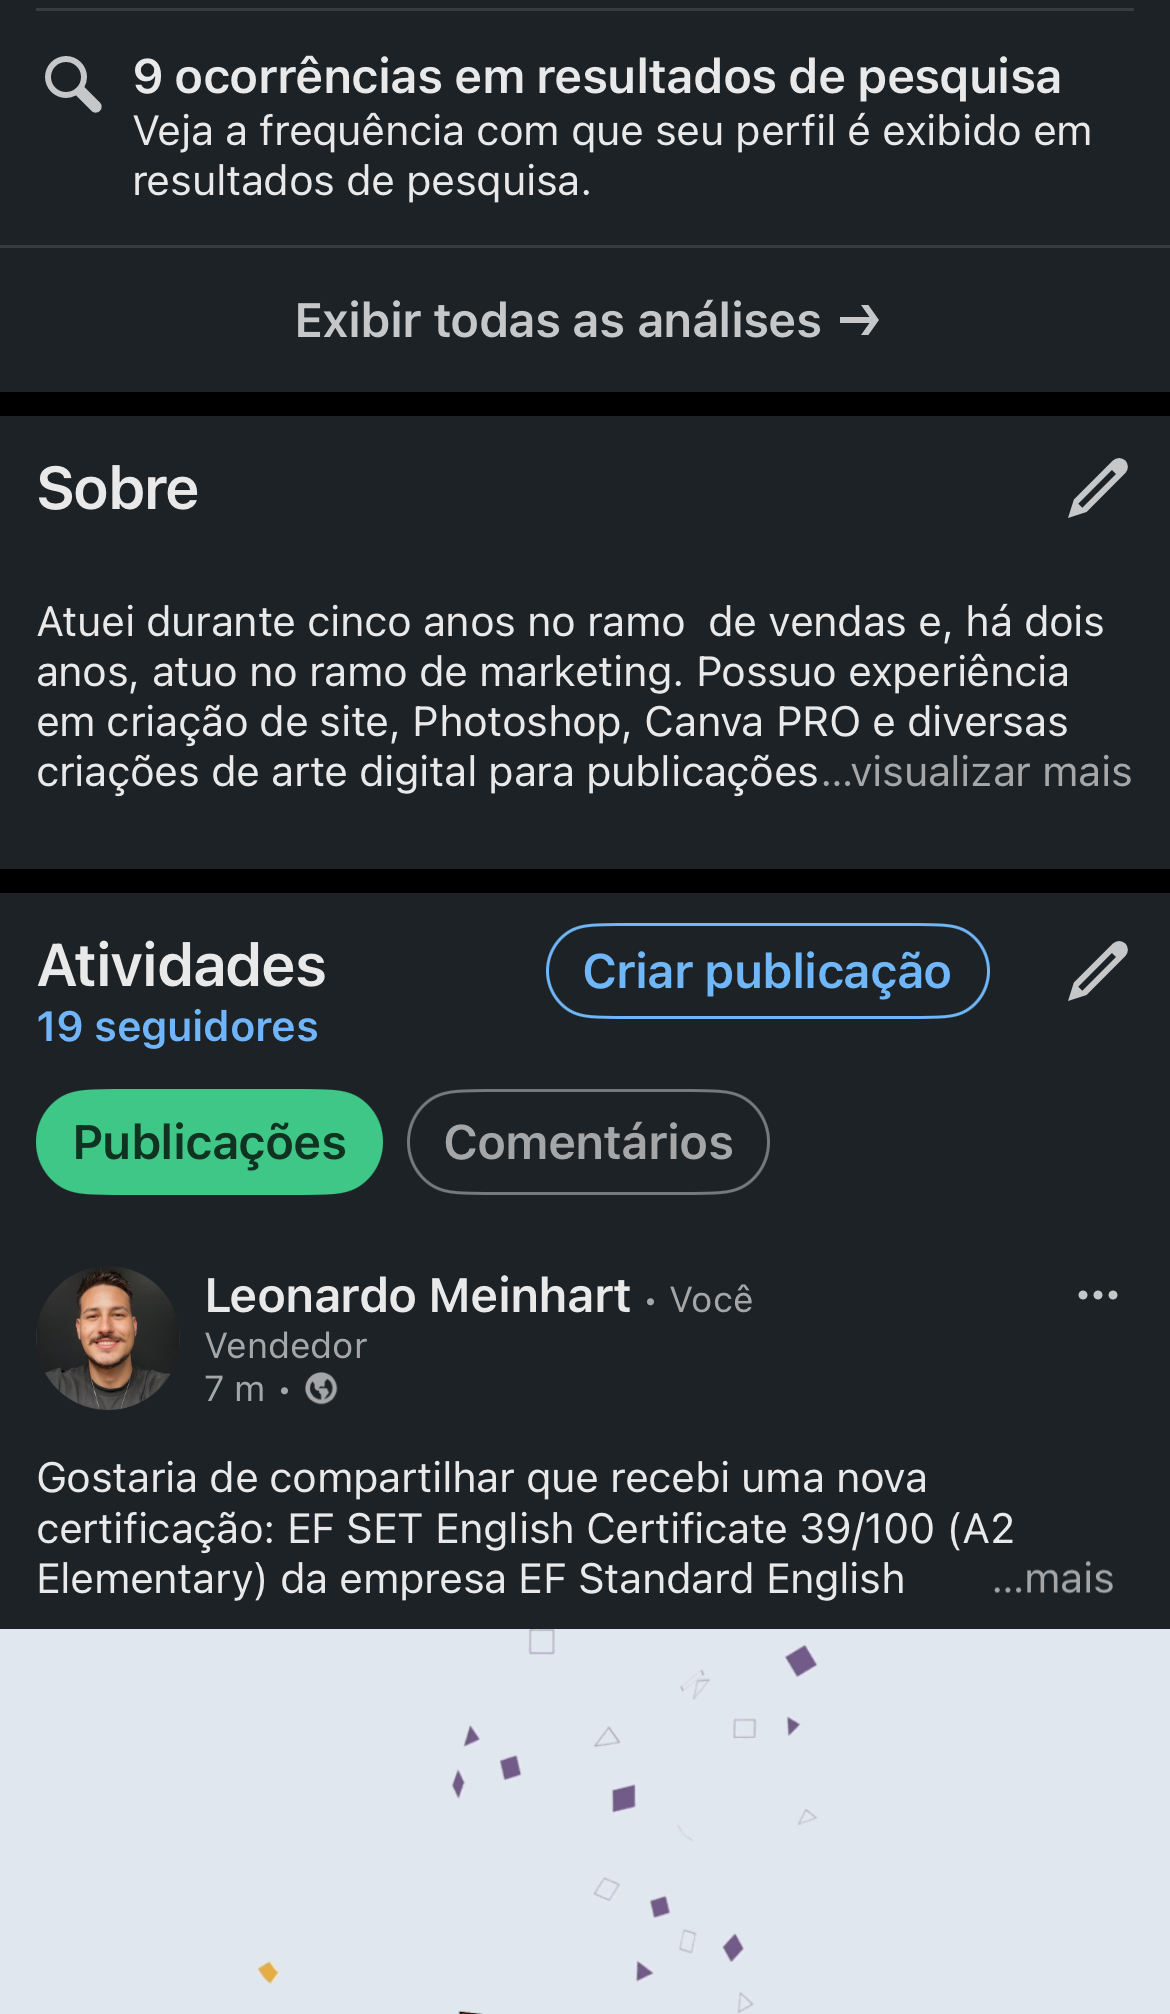 9 ocorrências em resultados de pesquisa
Veja a frequência com que seu perfil é exibido em
resultados de pesquisa.
Exibir todas as análises →
Sobre
Atuei durante cinco anos no ramo  de vendas e, há dois
anos, atuo no ramo de marketing. Possuo experiência
em criação de site, Photoshop, Canva PRO e diversas
criações de arte digital para publicações...visualizar mais
Atividades
Criar publicação
19 seguidores
Publicações
Comentários
Leonardo Meinhart • Você
Vendedor
7 m •
Gostaria de compartilhar que recebi uma nova
certificação: EF SET English Certificate 39/100 (A2
Elementary) da empresa EF Standard English ...mais